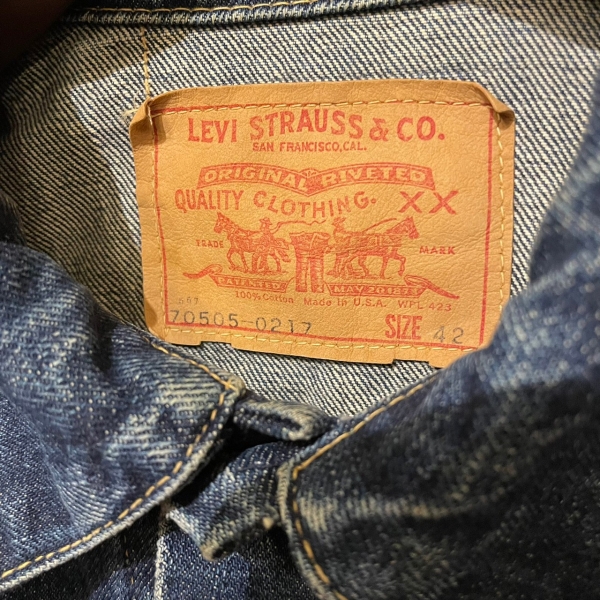 LEVI STRAUSS & CO.
SAN FRANCISCO, CAL.
ORIGINAL RIVETED
QUALITY CLOTHING. XX
TRADE MARK
PATENTED MAY 20 1873
100% Cotton Made in U.S.A. WPL 423
70505-0217 SIZE 42